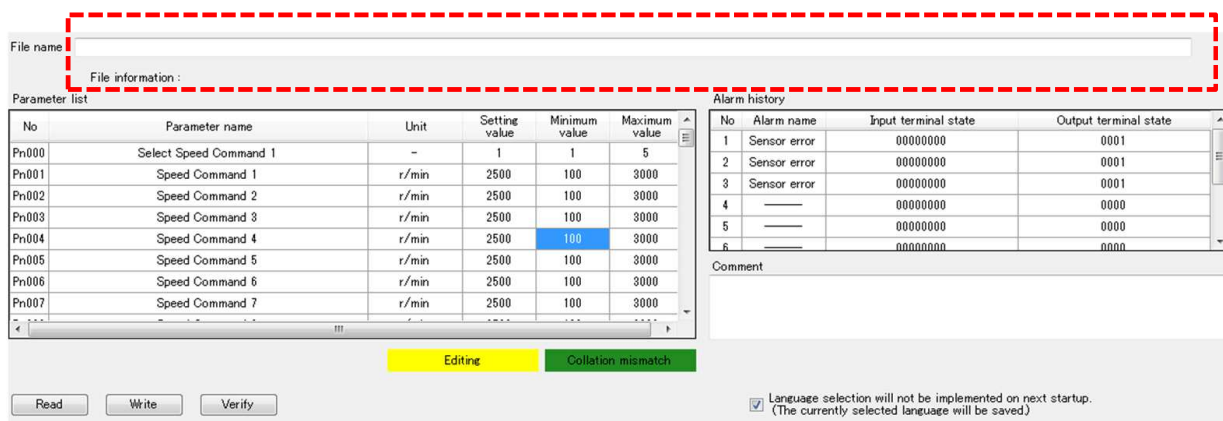 File name
File information :
Parameter list
No Parameter name Unit Setting value Minimum value Maximum value
Pn000 Select Speed Command 1 - 1 1 5
Pn001 Speed Command 1 r/min 2500 100 3000
Pn002 Speed Command 2 r/min 2500 100 3000
Pn003 Speed Command 3 r/min 2500 100 3000
Pn004 Speed Command 4 r/min 2500 100 3000
Pn005 Speed Command 5 r/min 2500 100 3000
Pn006 Speed Command 6 r/min 2500 100 3000
Pn007 Speed Command 7 r/min 2500 100 3000
Editing Collation mismatch
Read Write Verify
Alarm history
No Alarm name Input terminal state Output terminal state
1 Sensor error 00000000 0001
2 Sensor error 00000000 0001
3 Sensor error 00000000 0001
4 ——— 00000000 0000
5 ——— 00000000 0000
6 ——— 00000000 0000
Comment
Language selection will not be implemented on next startup.
(The currently selected language will be saved.)